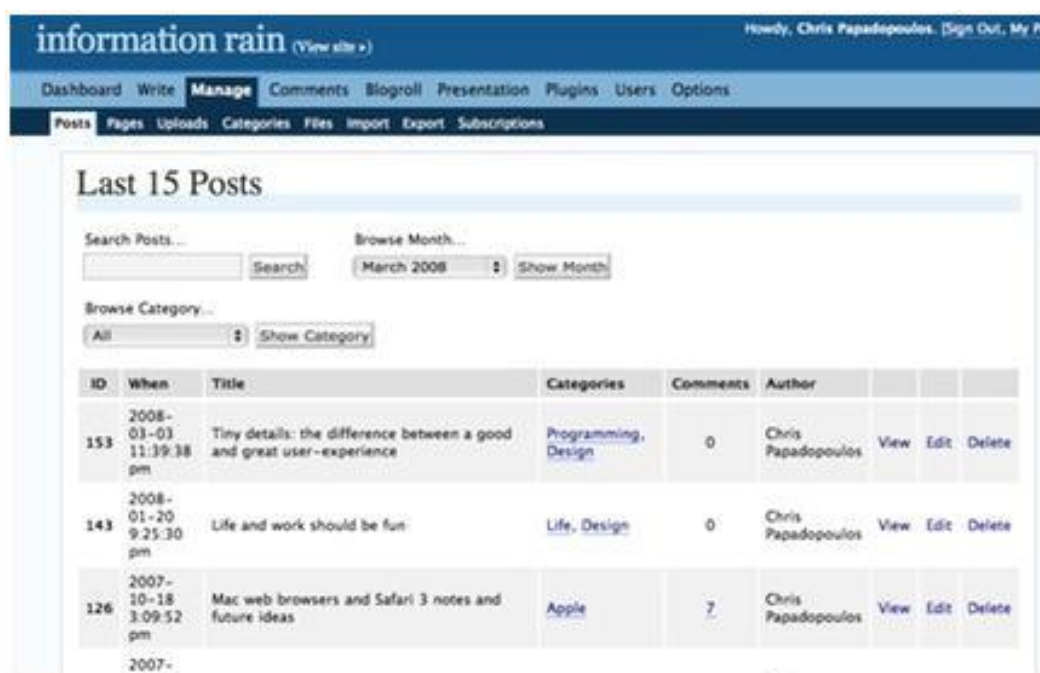 information rain (View site »)
Howdy, Chris Papadopoulos. [Sign Out, My P
Dashboard Write Manage Comments Blogroll Presentation Plugins Users Options
Posts Pages Uploads Categories Files Import Export Subscriptions
Last 15 Posts
Search Posts... Browse Month...
Search March 2008 Show Month
Browse Category...
All Show Category
ID When Title Categories Comments Author
153 2008-03-03 11:39:38 pm Tiny details: the difference between a good and great user-experience Programming, Design 0 Chris Papadopoulos View Edit Delete
143 2008-01-20 9:25:30 pm Life and work should be fun Life, Design 0 Chris Papadopoulos View Edit Delete
126 2007-10-18 3:09:52 pm Mac web browsers and Safari 3 notes and future ideas Apple 7 Chris Papadopoulos View Edit Delete
2007-